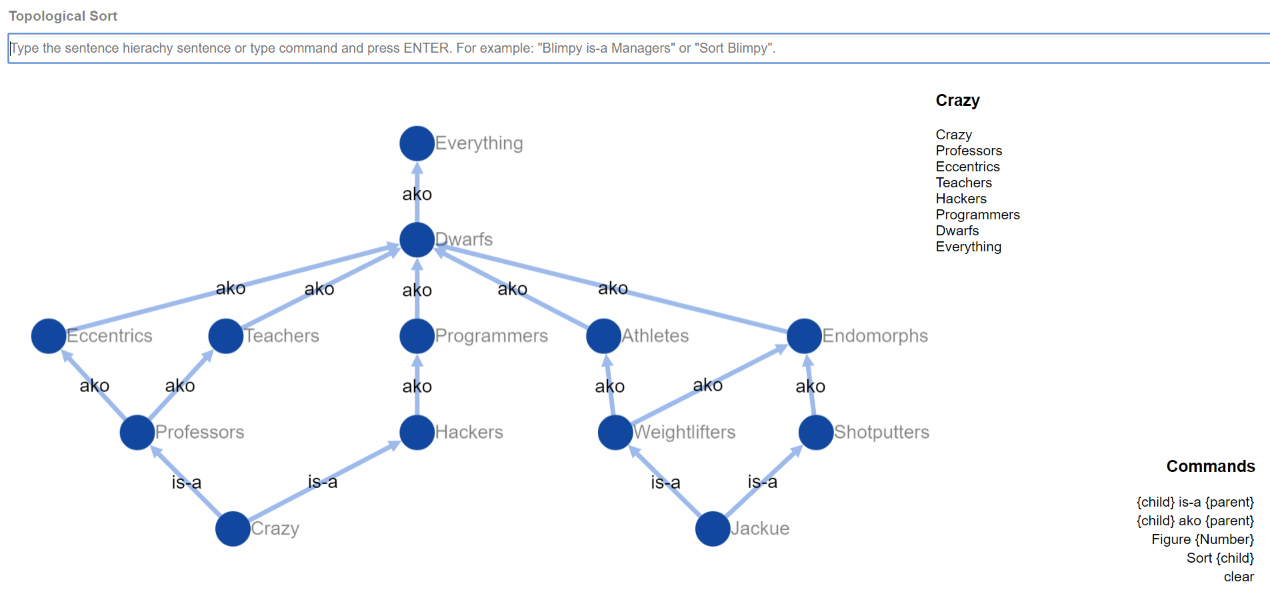 Topological Sort
Type the sentence hierachy sentence or type command and press ENTER. For example: "Blimpy is-a Managers" or "Sort Blimpy".
Crazy
Crazy
Professors
Eccentrics
Teachers
Hackers
Programmers
Dwarfs
Everything
Everything
ako
Dwarfs
ako ako ako ako ako
Eccentrics Teachers Programmers Athletes Endomorphs
ako ako ako ako ako ako
Professors Hackers Weightlifters Shotputters
is-a is-a is-a is-a
Crazy Jackue
Commands
{child} is-a {parent}
{child} ako {parent}
Figure {Number}
Sort {child}
clear